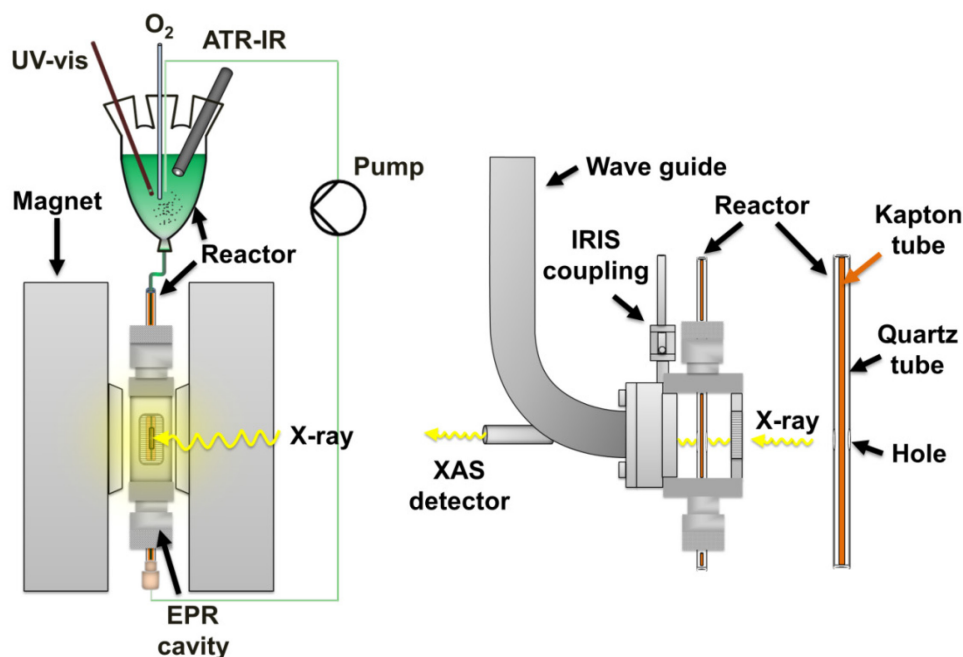 O2
UV-vis
ATR-IR
Pump
Magnet
Reactor
X-ray
EPR
cavity
Wave guide
IRIS
coupling
Reactor
Kapton
tube
Quartz
tube
X-ray
Hole
XAS
detector